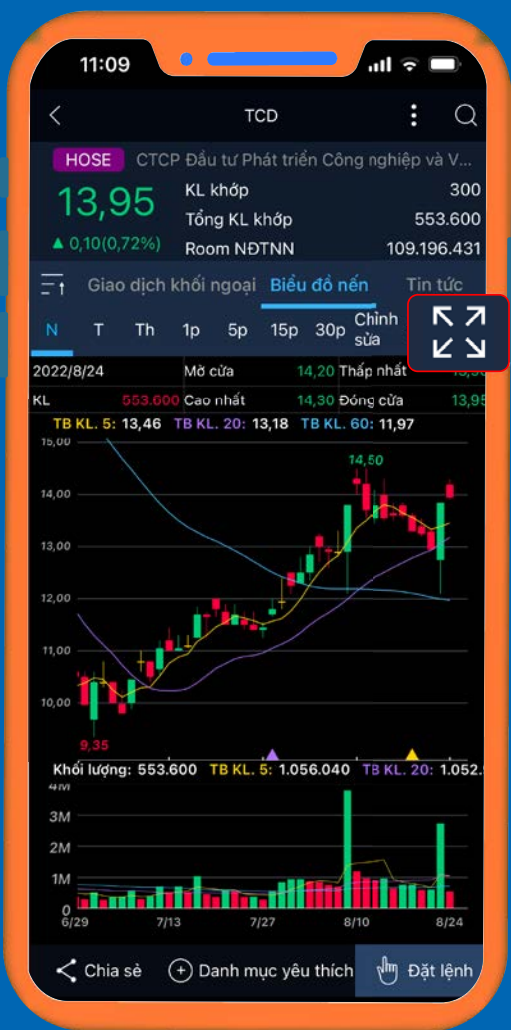 11:09
TCD
HOSE CTCP Đầu tư Phát triển Công nghiệp và V...
13,95
▲ 0,10(0,72%)
KL khớp 300
Tổng KL khớp 553.600
Room NĐTNN 109.196.431
Giao dịch khối ngoại Biểu đồ nến Tin tức
N T Th 1p 5p 15p 30p Chỉnh sửa
2022/8/24 Mở cửa 14,20 Thấp nhất
KL 553.600 Cao nhất 14,30 Đóng cửa 13,95
TB KL. 5: 13,46 TB KL. 20: 13,18 TB KL. 60: 11,97
15,00
14,50
14,00
13,00
12,00
11,00
10,00
9,35
Khối lượng: 553.600 TB KL. 5: 1.056.040 TB KL. 20: 1.052.
4M
3M
2M
1M
0
6/29 7/13 7/27 8/10 8/24
Chia sẻ Danh mục yêu thích Đặt lệnh